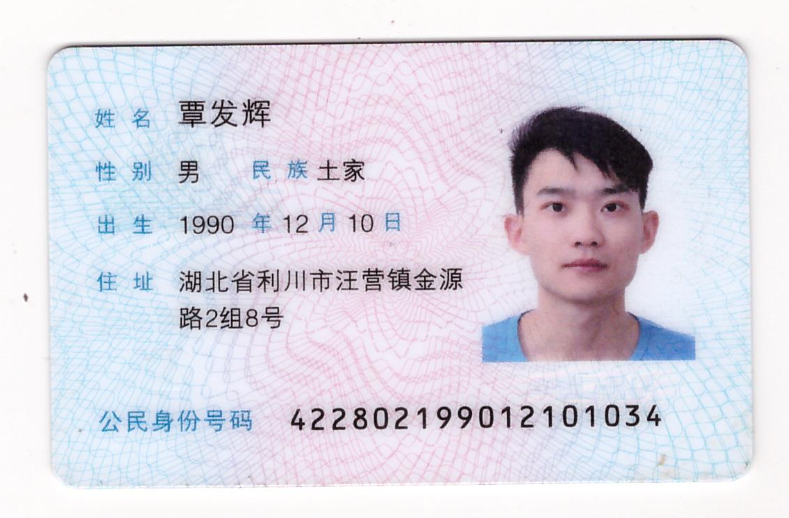 姓名 覃发辉
性别 男 民族 土家
出生 1990 年 12 月 10 日
住址 湖北省利川市汪营镇金源
路2组8号
公民身份号码 422802199012101034